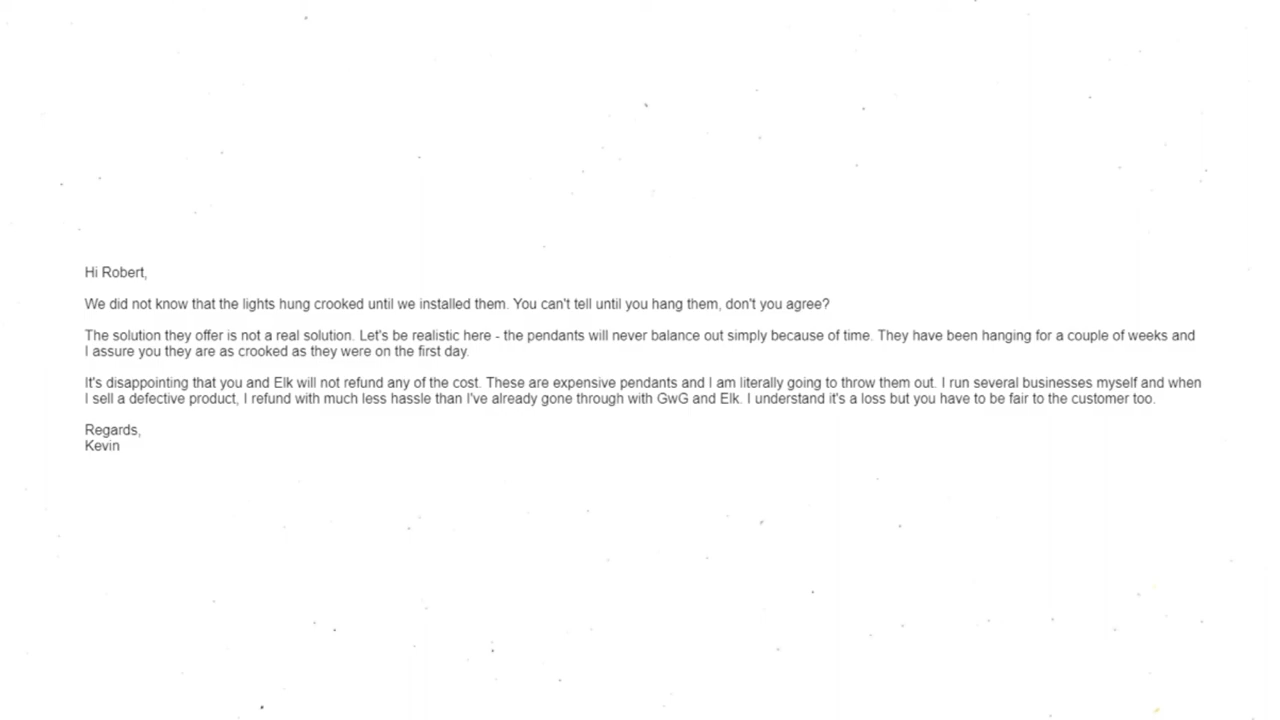 Hi Robert,
We did not know that the lights hung crooked until we installed them. You can't tell until you hang them, don't you agree?
The solution they offer is not a real solution. Let's be realistic here - the pendants will never balance out simply because of time. They have been hanging for a couple of weeks and
I assure you they are as crooked as they were on the first day.
It's disappointing that you and Elk will not refund any of the cost. These are expensive pendants and I am literally going to throw them out. I run several businesses myself and when
I sell a defective product, I refund with much less hassle than I've already gone through with GwG and Elk. I understand it's a loss but you have to be fair to the customer too.
Regards,
Kevin